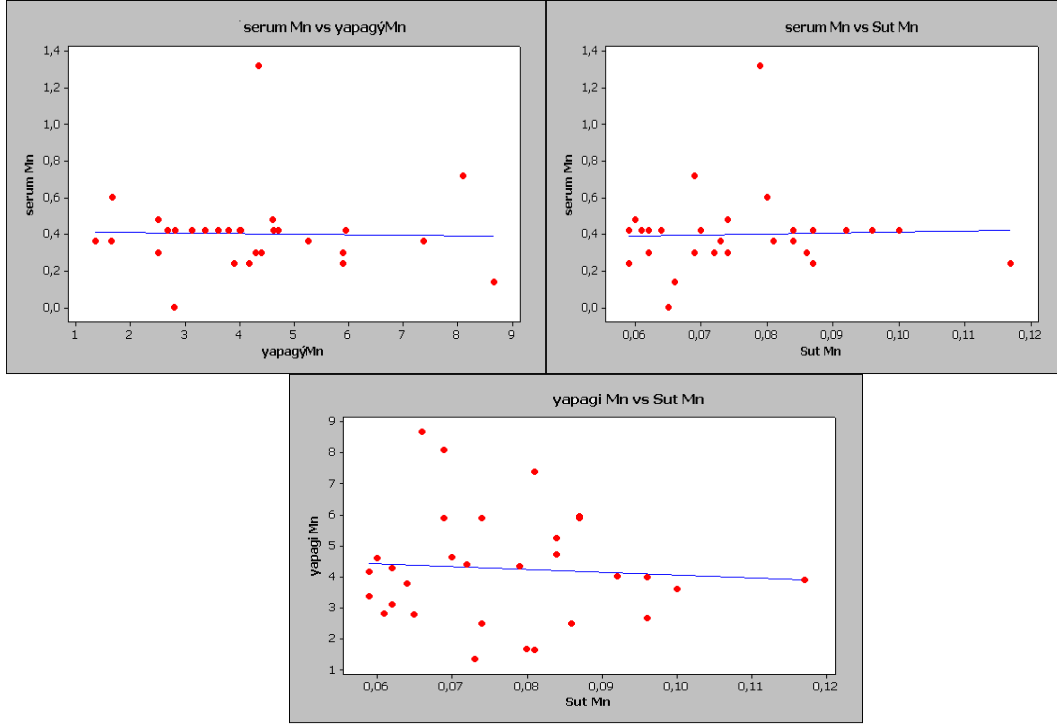 serum Mn vs yapagýMn
1,4
1,2
1,0
0,8
0,6
0,4
0,2
0,0
serum Mn
1 2 3 4 5 6 7 8 9
yapagýMn
serum Mn vs Sut Mn
1,4
1,2
1,0
0,8
0,6
0,4
0,2
0,0
serum Mn
0,06 0,07 0,08 0,09 0,10 0,11 0,12
Sut Mn
yapagi Mn vs Sut Mn
9
8
7
6
5
4
3
2
1
yapagi Mn
0,06 0,07 0,08 0,09 0,10 0,11 0,12
Sut Mn